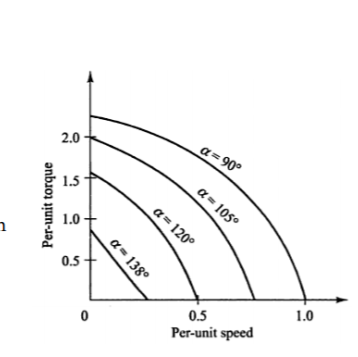 n
Per-unit torque
2.0
1.5
1.0
0.5
α = 90°
α = 105°
α = 120°
α = 138°
0
0.5
1.0
Per-unit speed